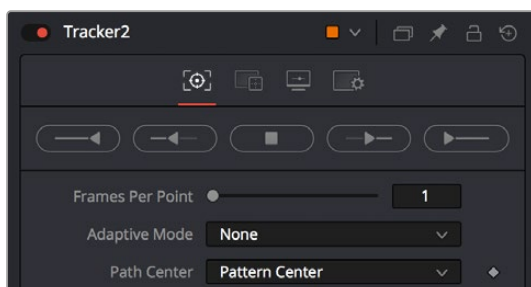 Tracker2
Frames Per Point 1
Adaptive Mode None
Path Center Pattern Center